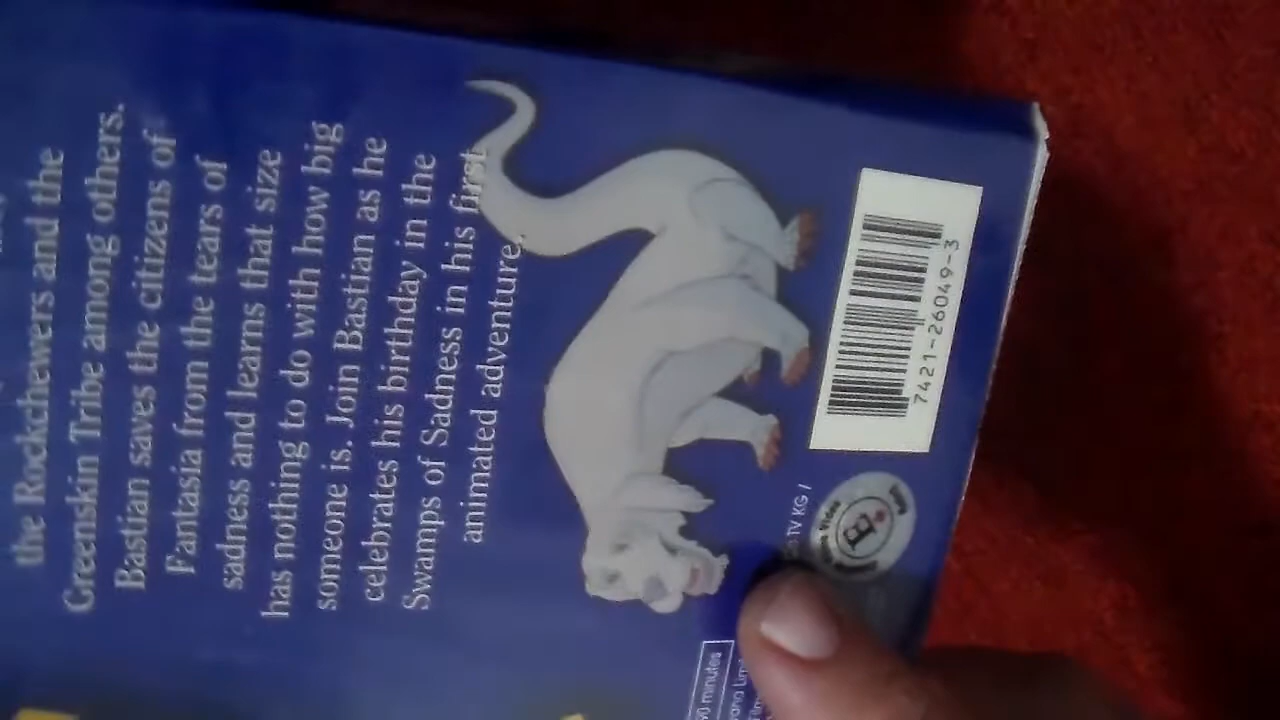 the Rockchewers and the
Greenskin Tribe among others.
Bastian saves the citizens of
Fantasia from the tears of
sadness and learns that size
has nothing to do with how big
someone is. Join Bastian as he
celebrates his birthday in the
Swamps of Sadness in his first
animated adventure.
7421-26049-3
TV KG /
90 minutes